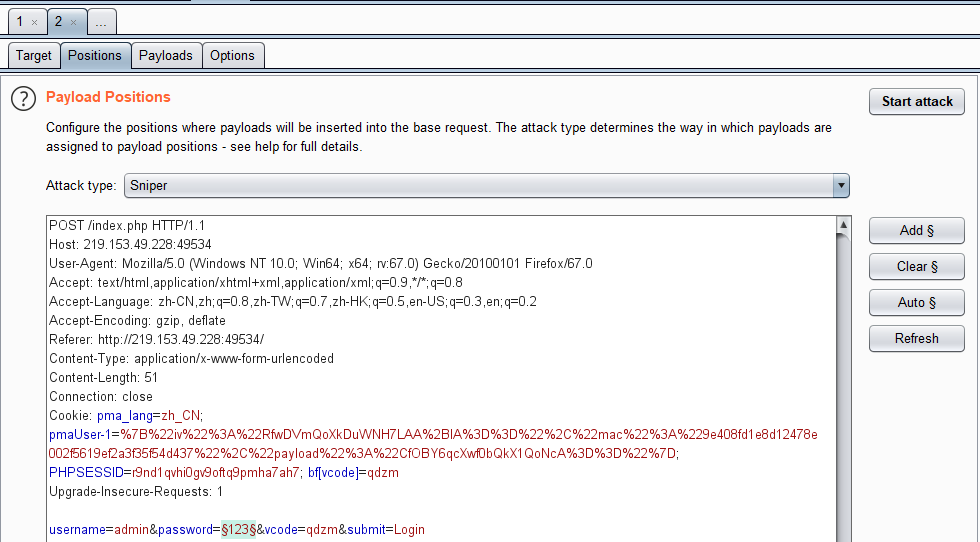 1 × 2 × ...
Target Positions Payloads Options
? Payload Positions
Start attack
Configure the positions where payloads will be inserted into the base request. The attack type determines the way in which payloads are
assigned to payload positions - see help for full details.
Attack type: Sniper
POST /index.php HTTP/1.1
Host: 219.153.49.228:49534
User-Agent: Mozilla/5.0 (Windows NT 10.0; Win64; x64; rv:67.0) Gecko/20100101 Firefox/67.0
Accept: text/html,application/xhtml+xml,application/xml;q=0.9,*/*;q=0.8
Accept-Language: zh-CN,zh;q=0.8,zh-TW;q=0.7,zh-HK;q=0.5,en-US;q=0.3,en;q=0.2
Accept-Encoding: gzip, deflate
Referer: http://219.153.49.228:49534/
Content-Type: application/x-www-form-urlencoded
Content-Length: 51
Connection: close
Cookie: pma_lang=zh_CN;
pmaUser-1=%7B%22iv%22%3A%22RfwDVmQoXkDuWNH7LAA%2BIA%3D%3D%22%2C%22mac%22%3A%229e408fd1e8d12478e
002f5619ef2a3f35f54d437%22%2C%22payload%22%3A%22CfOBY6qcXwf0bQkX1QoNcA%3D%3D%22%7D;
PHPSESSID=r9nd1qvhi0gv9oftq9pmha7ah7; bf[vcode]=qdzm
Upgrade-Insecure-Requests: 1
username=admin&password=§123§&vcode=qdzm&submit=Login
Add §
Clear §
Auto §
Refresh